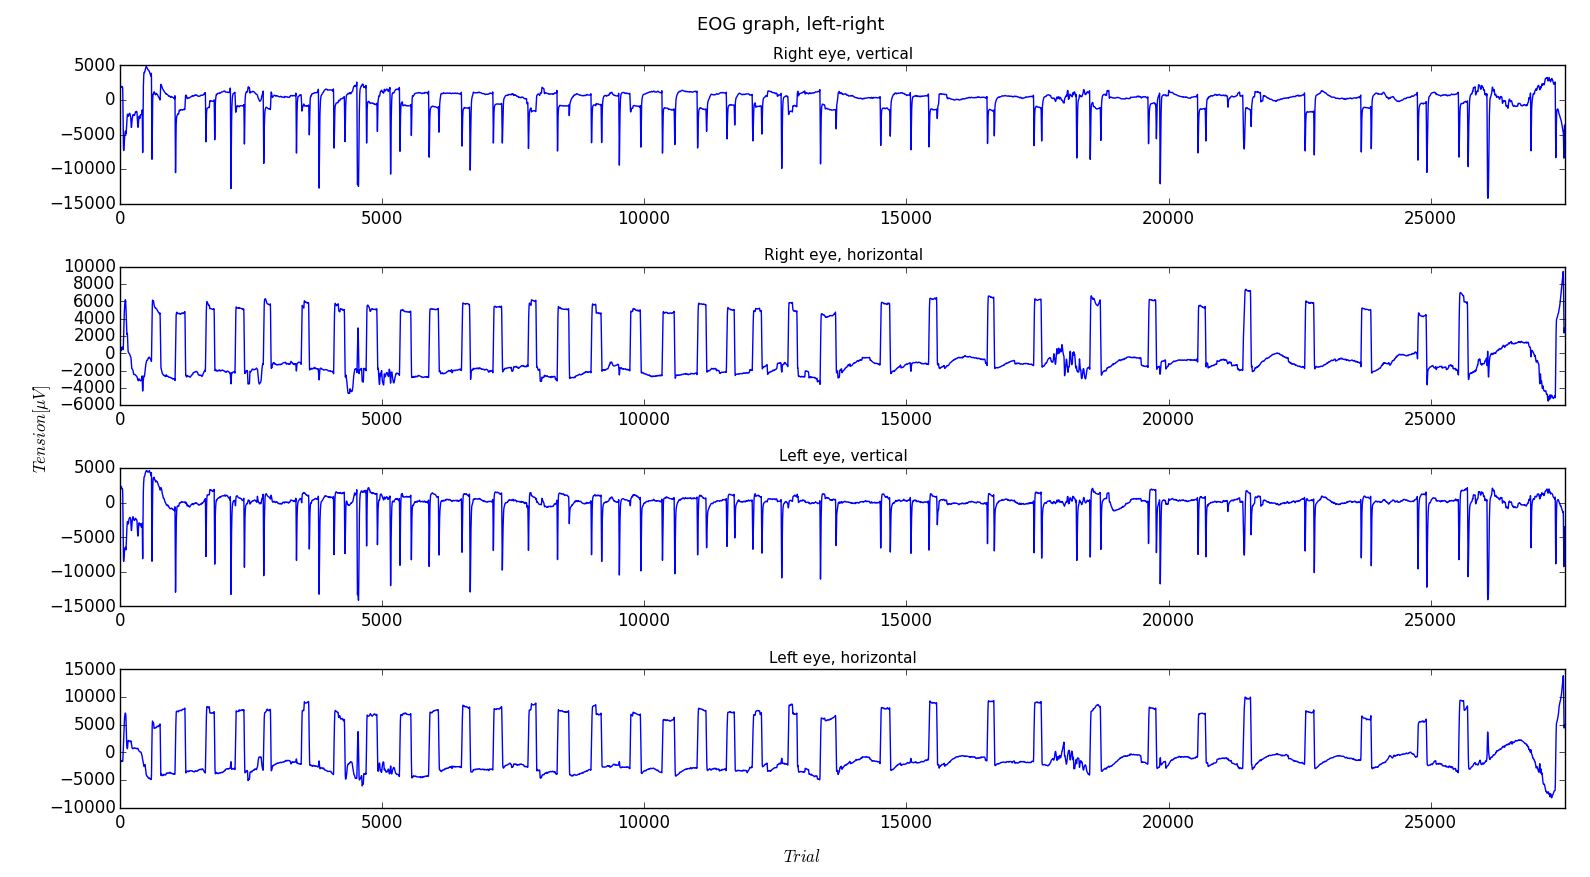 EOG graph, left-right
Right eye, vertical
5000
0
−5000
−10000
−15000
0 5000 10000 15000 20000 25000
Right eye, horizontal
10000
8000
6000
4000
2000
0
−2000
−4000
−6000
0 5000 10000 15000 20000 25000
Tension[μV]
Left eye, vertical
5000
0
−5000
−10000
−15000
0 5000 10000 15000 20000 25000
Left eye, horizontal
15000
10000
5000
0
−5000
−10000
0 5000 10000 15000 20000 25000
Trial